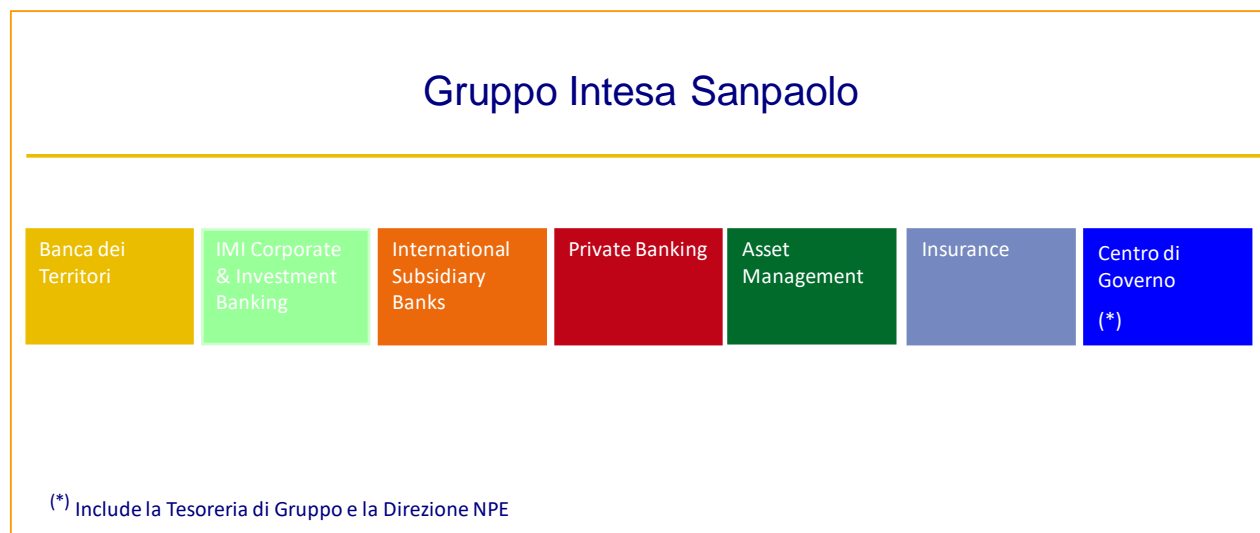 Gruppo Intesa Sanpaolo
Banca dei
Territori
IMI Corporate
& Investment
Banking
International
Subsidiary
Banks
Private Banking
Asset
Management
Insurance
Centro di
Governo
(*)
(*) Include la Tesoreria di Gruppo e la Direzione NPE